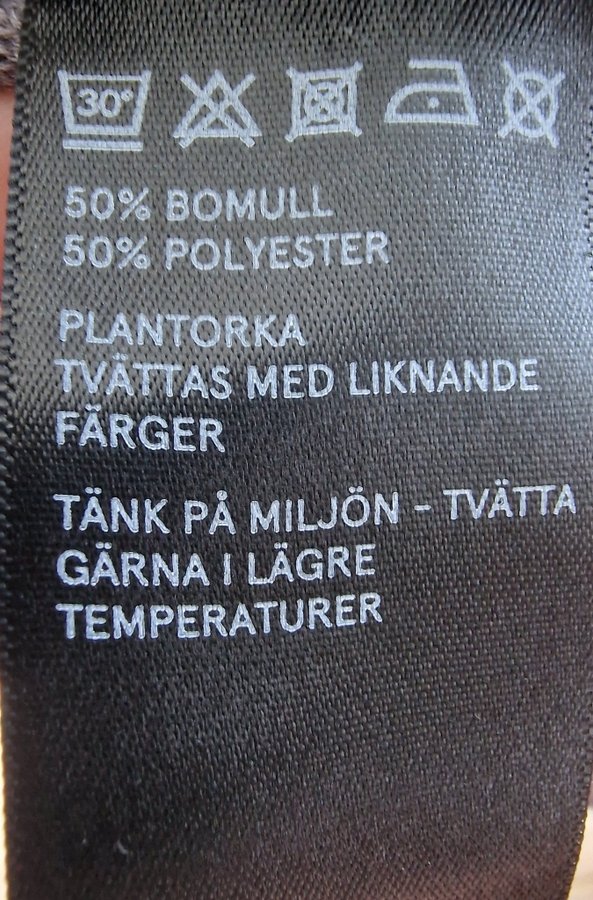 30°
50% BOMULL
50% POLYESTER
PLANTORKA
TVÄTTAS MED LIKNANDE
FÄRGER
TÄNK PÅ MILJÖN - TVÄTTA
GÄRNA I LÄGRE
TEMPERATURER